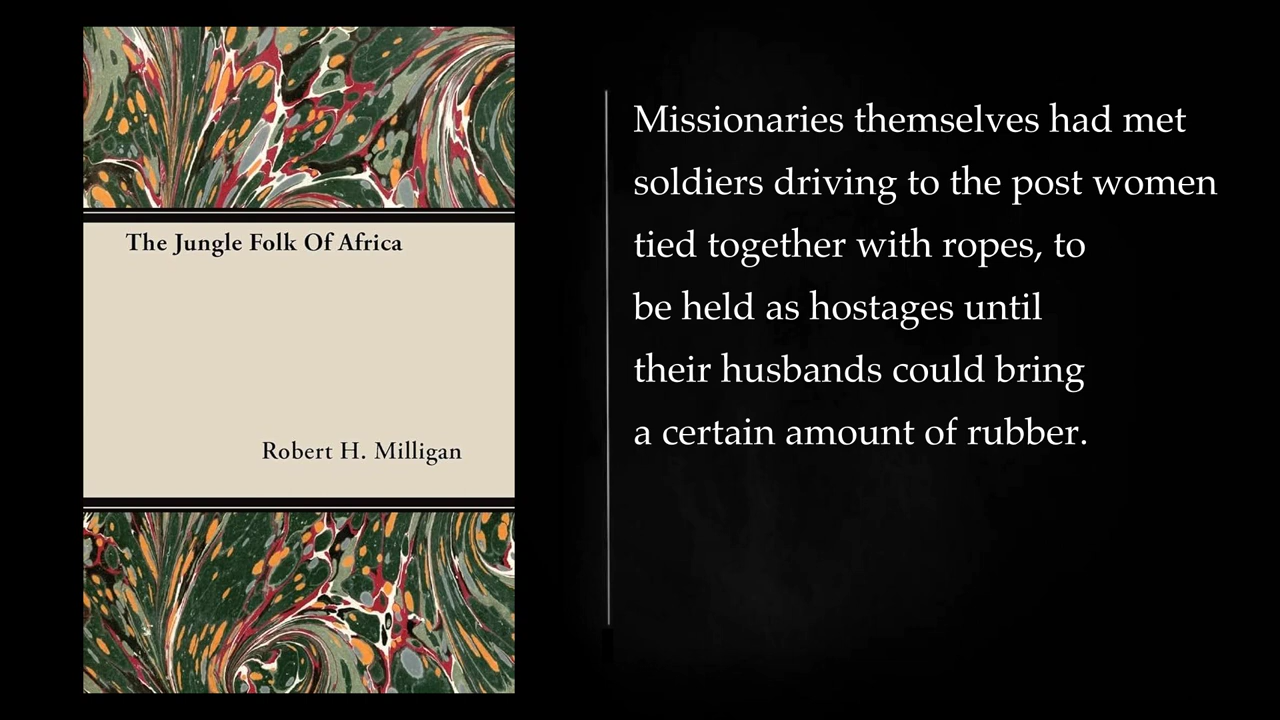 The Jungle Folk Of Africa
Robert H. Milligan
Missionaries themselves had met
soldiers driving to the post women
tied together with ropes, to
be held as hostages until
their husbands could bring
a certain amount of rubber.